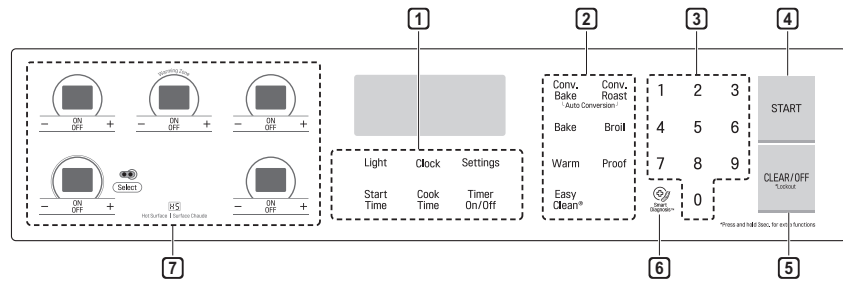 1
2
3
4
Warming Zone
ON
OFF
- +
ON
OFF
- +
ON
OFF
- +
Select
ON
OFF
- +
ON
OFF
- +
HS
Hot Surface | Surface Chaude
Light Clock Settings
Start Time Cook Time Timer On/Off
Conv. Bake Conv. Roast
Auto Conversion
Bake Broil
Warm Proof
Easy Clean®
1 2 3
4 5 6
7 8 9
0
Smart Diagnosis™
START
CLEAR/OFF
*Lockout
*Press and hold 3sec. for extra functions
7
6
5